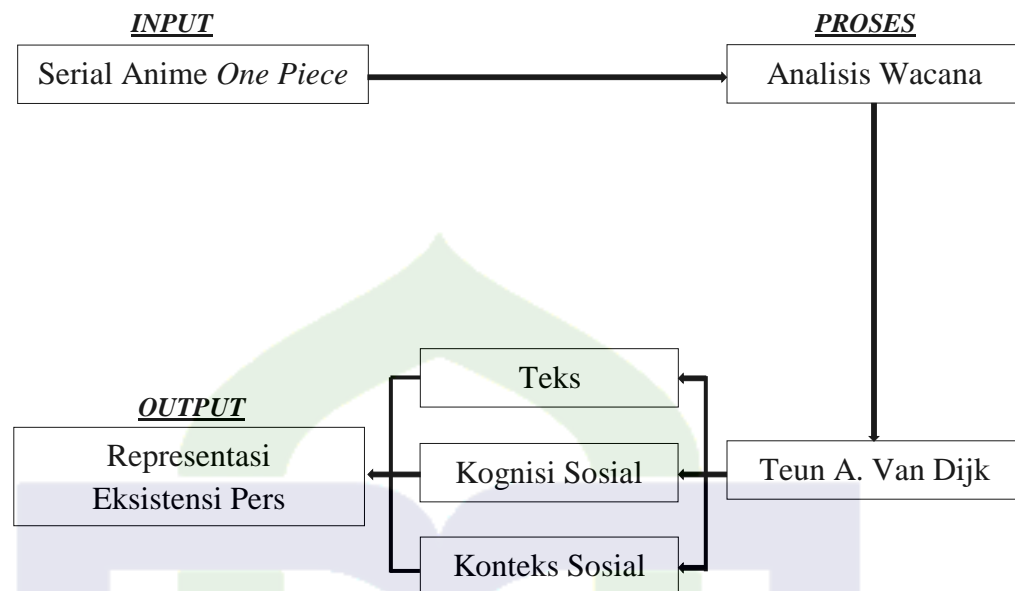 INPUT
PROSES
Serial Anime One Piece
Analisis Wacana
Teks
OUTPUT
Representasi
Eksistensi Pers
Kognisi Sosial
Teun A. Van Dijk
Konteks Sosial